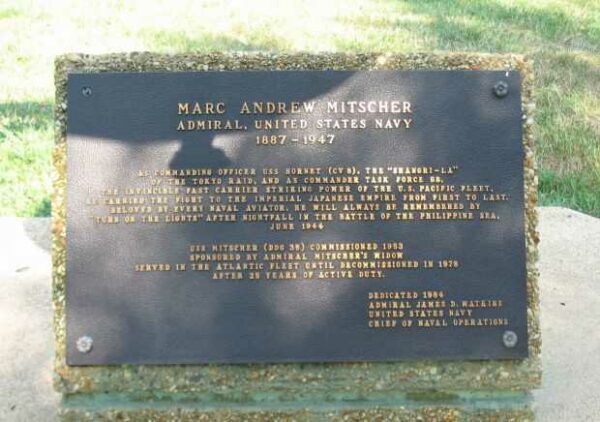 MARC ANDREW MITSCHER
ADMIRAL, UNITED STATES NAVY
1887 - 1947
AS COMMANDING OFFICER USS HORNET (CV 8), THE "SHANGRI-LA"
OF THE TOKYO RAID, AND AS COMMANDER TASK FORCE 58,
THE INVINCIBLE FAST CARRIER STRIKING POWER OF THE U.S. PACIFIC FLEET,
HE CARRIED THE FIGHT TO THE IMPERIAL JAPANESE EMPIRE FROM FIRST TO LAST.
BELOVED BY EVERY NAVAL AVIATOR, HE WILL ALWAYS BE REMEMBERED BY
"TURN ON THE LIGHTS" AFTER NIGHTFALL IN THE BATTLE OF THE PHILIPPINE SEA,
JUNE 1944
USS MITSCHER (DDG 35) COMMISSIONED 1953
SPONSORED BY ADMIRAL MITSCHER'S WIDOW
SERVED IN THE ATLANTIC FLEET UNTIL DECOMMISSIONED IN 1978
AFTER 25 YEARS OF ACTIVE DUTY.
DEDICATED 1984
ADMIRAL JAMES D. WATKINS
UNITED STATES NAVY
CHIEF OF NAVAL OPERATIONS